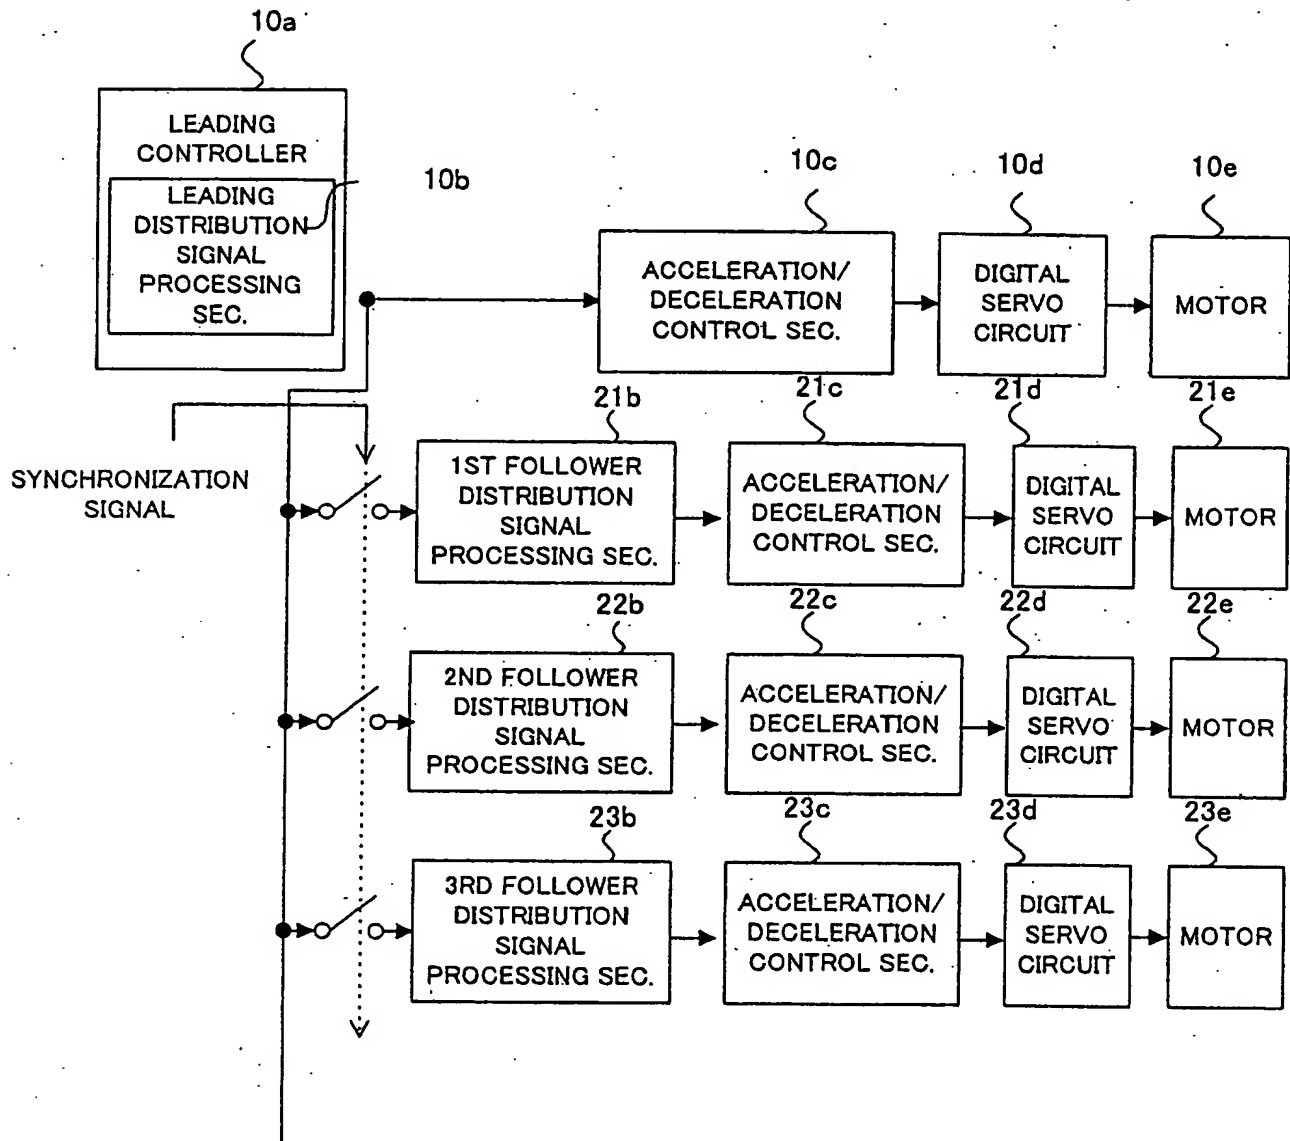 10a
LEADING
CONTROLLER
LEADING
DISTRIBUTION
SIGNAL
PROCESSING
SEC.
10b
10c
10d
10e
ACCELERATION/
DECELERATION
CONTROL SEC.
DIGITAL
SERVO
CIRCUIT
MOTOR
SYNCHRONIZATION
SIGNAL
21b
21c
21d
21e
1ST FOLLOWER
DISTRIBUTION
SIGNAL
PROCESSING SEC.
ACCELERATION/
DECELERATION
CONTROL SEC.
DIGITAL
SERVO
CIRCUIT
MOTOR
22b
22c
22d
22e
2ND FOLLOWER
DISTRIBUTION
SIGNAL
PROCESSING SEC.
ACCELERATION/
DECELERATION
CONTROL SEC.
DIGITAL
SERVO
CIRCUIT
MOTOR
23b
23c
23d
23e
3RD FOLLOWER
DISTRIBUTION
SIGNAL
PROCESSING SEC.
ACCELERATION/
DECELERATION
CONTROL SEC.
DIGITAL
SERVO
CIRCUIT
MOTOR